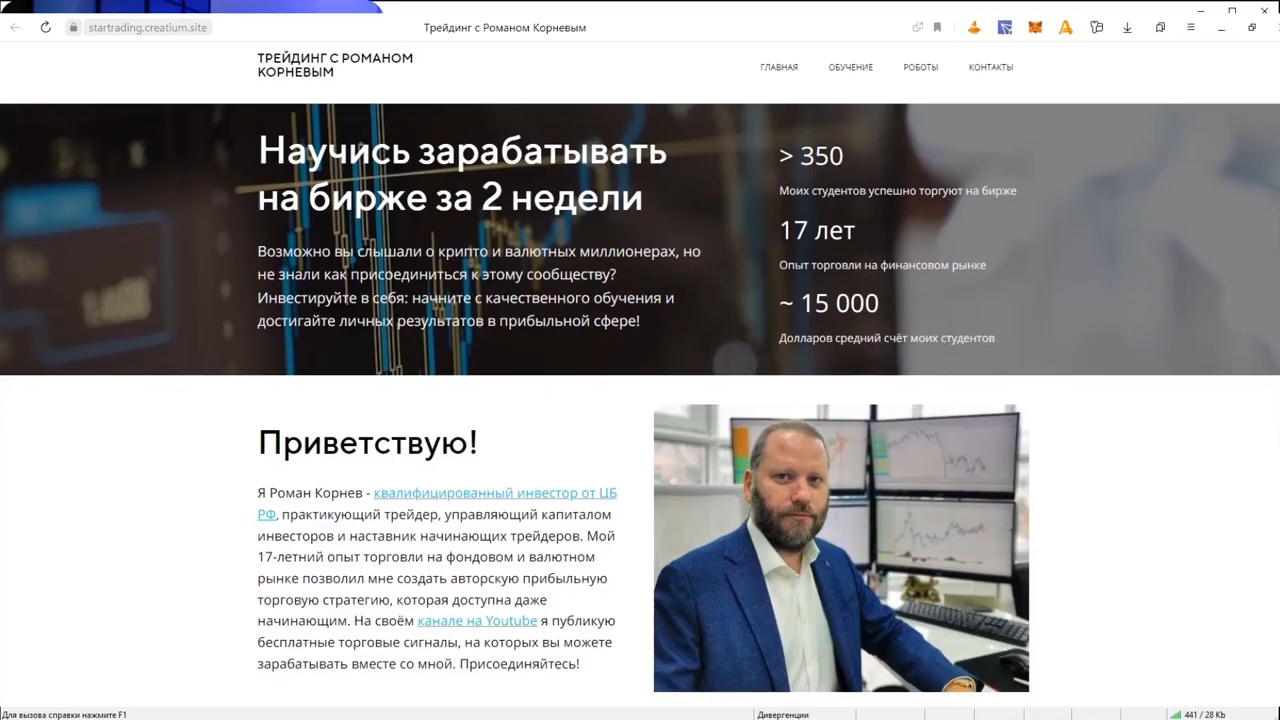 startrading.creatium.site
Трейдинг с Романом Корневым
ТРЕЙДИНГ С РОМАНОМ
КОРНЕВЫМ
ГЛАВНАЯ
ОБУЧЕНИЕ
РОБОТЫ
КОНТАКТЫ
Научись зарабатывать
на бирже за 2 недели
Возможно вы слышали о крипто и валютных миллионерах, но
не знали как присоединиться к этому сообществу?
Инвестируйте в себя: начните с качественного обучения и
достигайте личных результатов в прибыльной сфере!
> 350
Моих студентов успешно торгуют на бирже
17 лет
Опыт торговли на финансовом рынке
~ 15 000
Долларов средний счёт моих студентов
Приветствую!
Я Роман Корнев - квалифицированный инвестор от ЦБ
РФ, практикующий трейдер, управляющий капиталом
инвесторов и наставник начинающих трейдеров. Мой
17-летний опыт торговли на фондовом и валютном
рынке позволил мне создать авторскую прибыльную
торговую стратегию, которая доступна даже
начинающим. На своём канале на Youtube я публикую
бесплатные торговые сигналы, на которых вы можете
зарабатывать вместе со мной. Присоединяйтесь!
Для вызова справки нажмите F1
Дивергенции
441 / 28 Kb